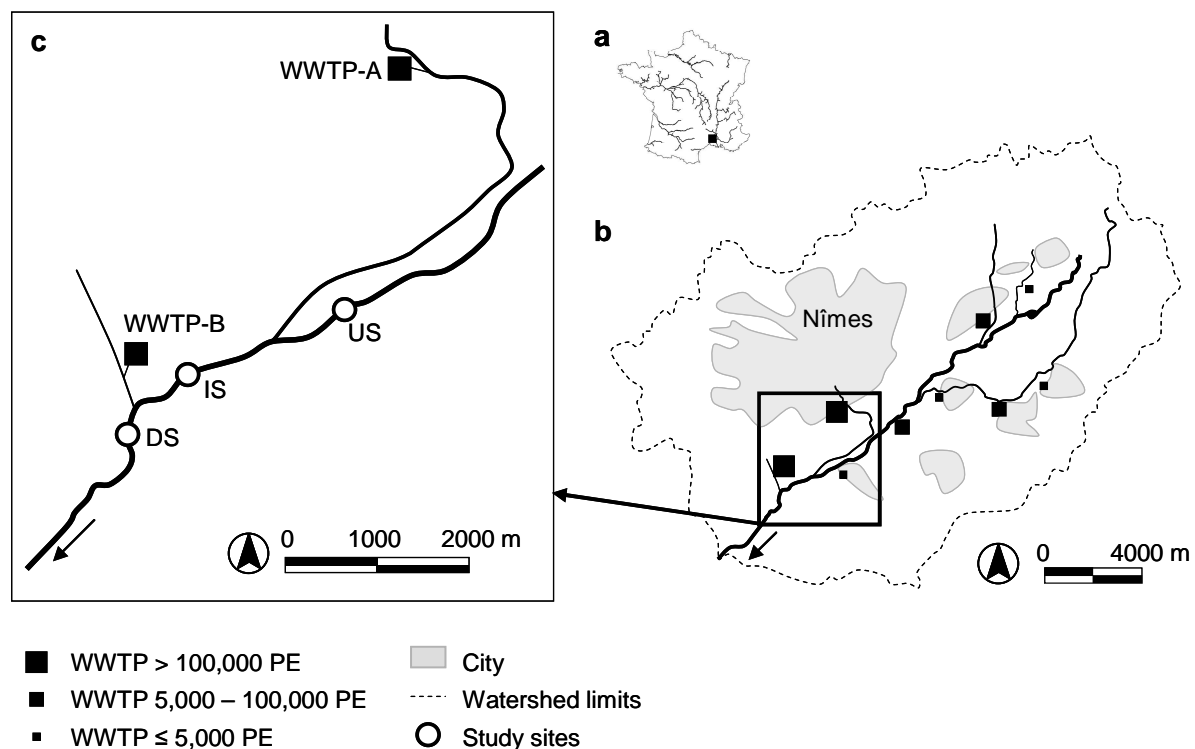 c
WWTP-A
WWTP-B
US
IS
DS
0 1000 2000 m
a
b
Nîmes
0 4000 m
WWTP > 100,000 PE
WWTP 5,000 – 100,000 PE
WWTP ≤ 5,000 PE
City
Watershed limits
Study sites